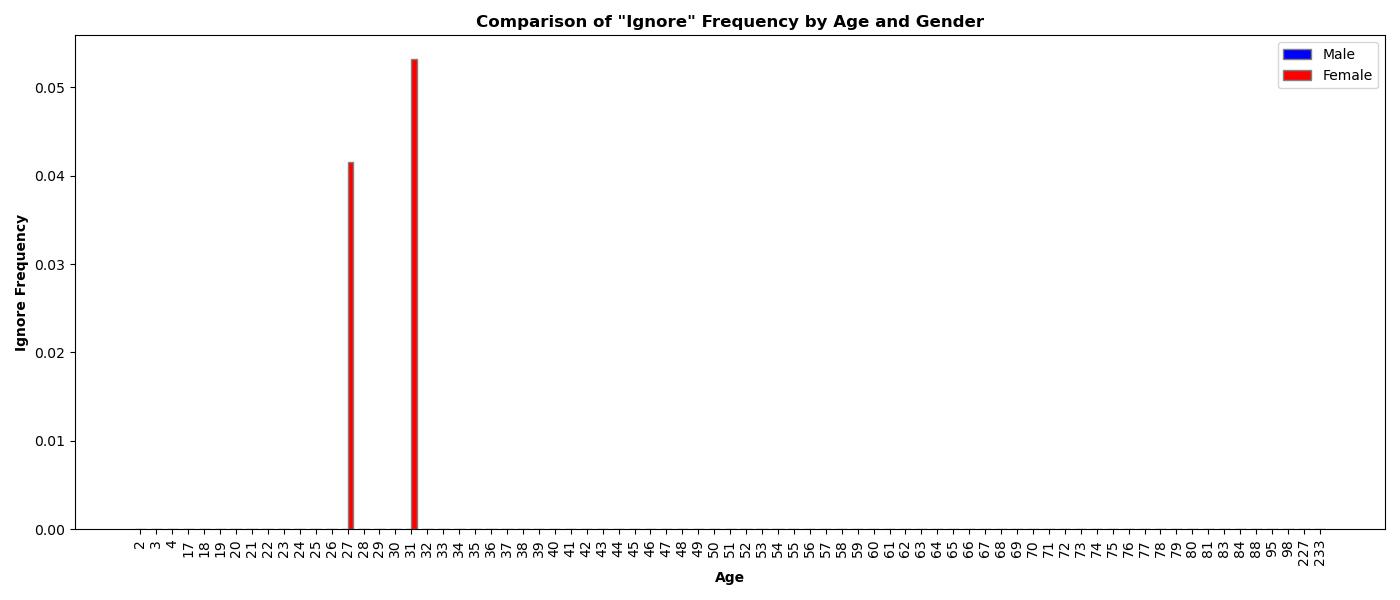 Comparison of "Ignore" Frequency by Age and Gender
Male
Female
Ignore Frequency
0.05
0.04
0.03
0.02
0.01
0.00
2 3 4 17 18 19 20 21 22 23 24 25 26 27 28 29 30 31 32 33 34 35 36 37 38 39 40 41 42 43 44 45 46 47 48 49 50 51 52 53 54 55 56 57 58 59 60 61 62 63 64 65 66 67 68 69 70 71 72 73 74 75 76 77 78 79 80 81 83 84 88 95 98 227 233
Age